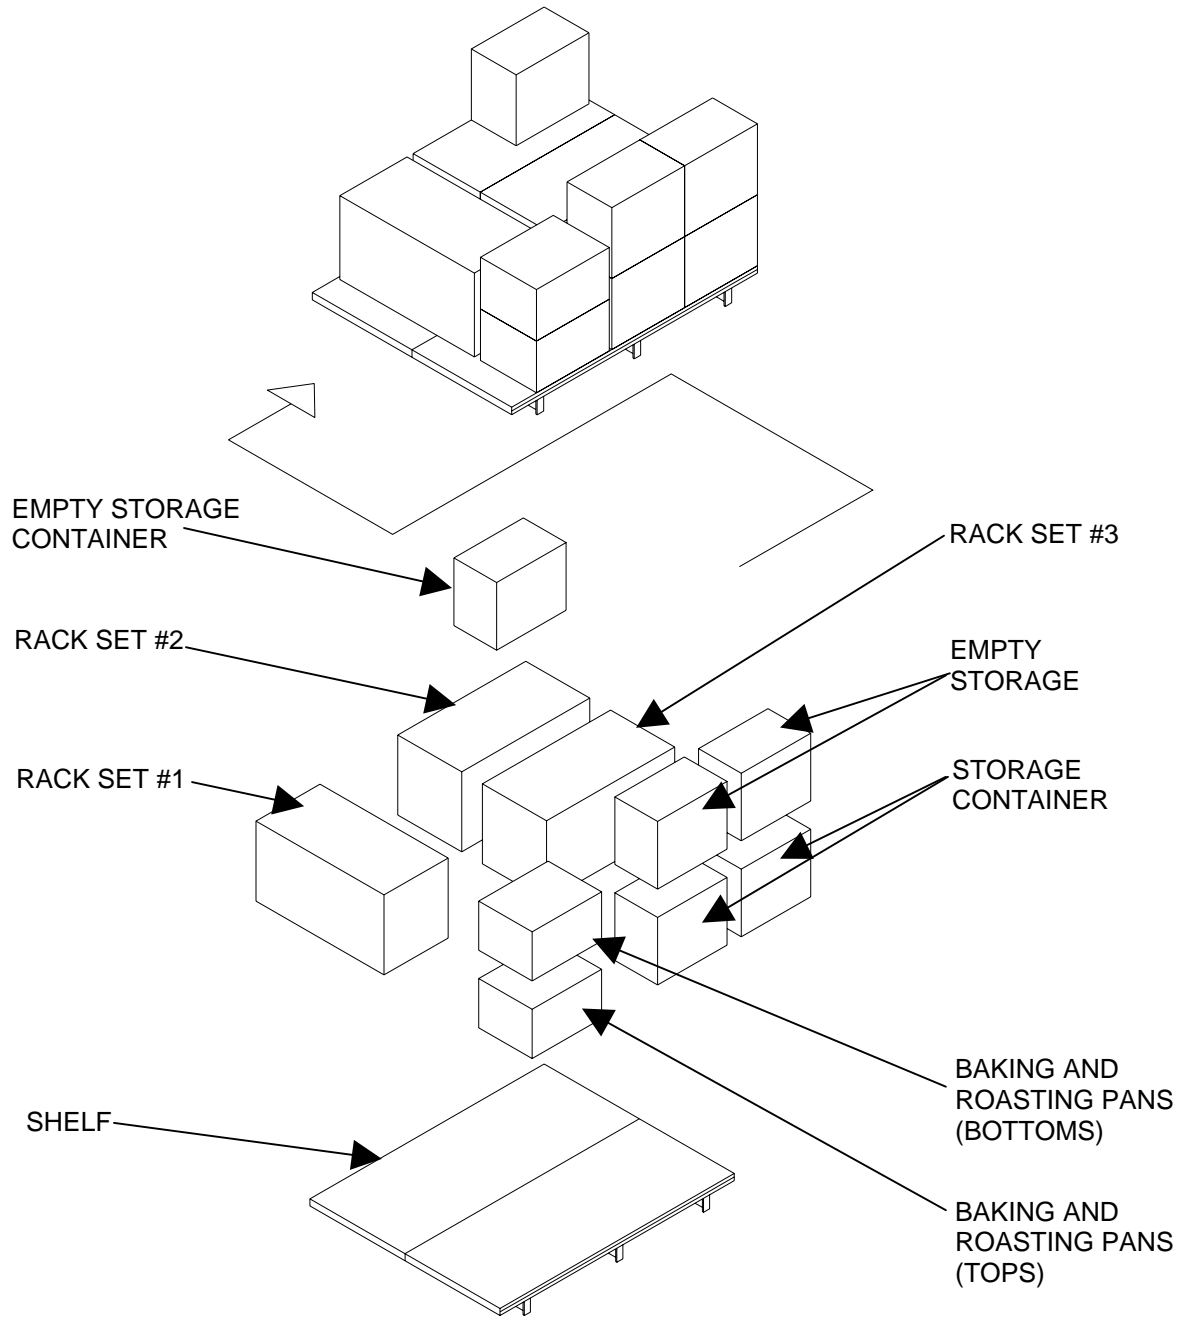 EMPTY STORAGE
CONTAINER
RACK SET #3
RACK SET #2
EMPTY
STORAGE
RACK SET #1
STORAGE
CONTAINER
BAKING AND
ROASTING PANS
(BOTTOMS)
SHELF
BAKING AND
ROASTING PANS
(TOPS)